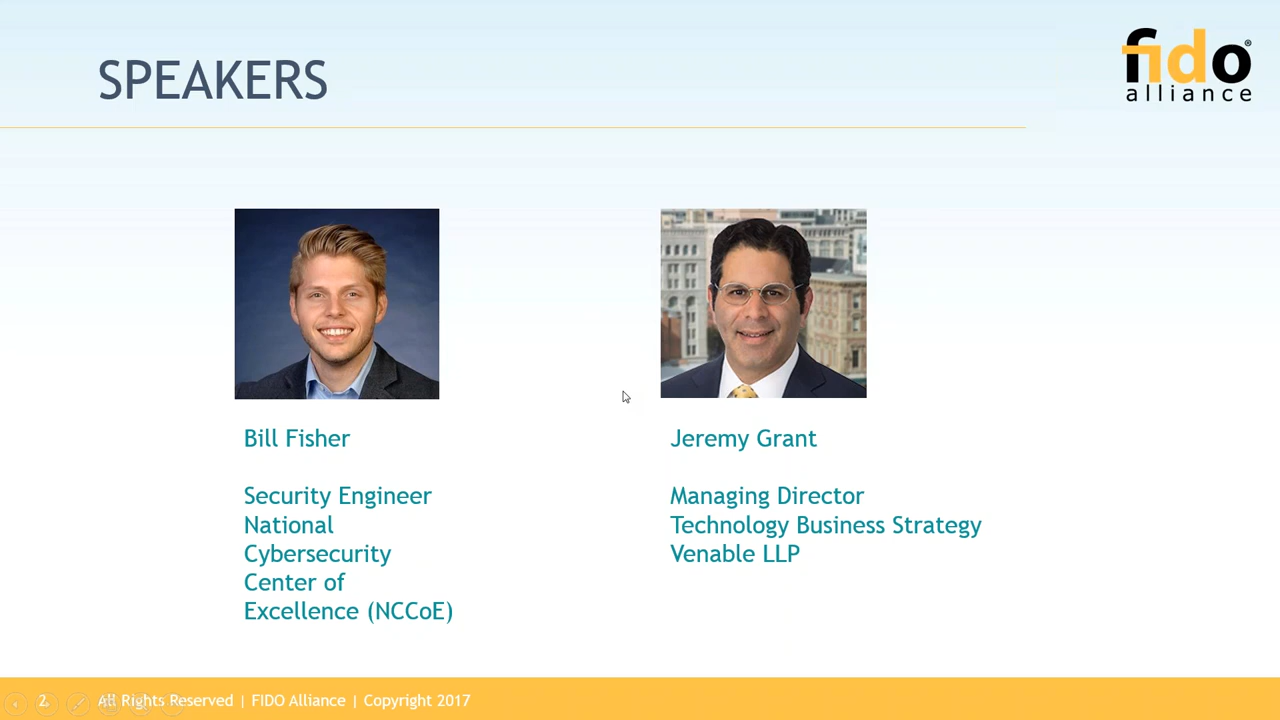 SPEAKERS
fido
alliance
Bill Fisher
Security Engineer
National
Cybersecurity
Center of
Excellence (NCCoE)
Jeremy Grant
Managing Director
Technology Business Strategy
Venable LLP
2 All Rights Reserved | FIDO Alliance | Copyright 2017